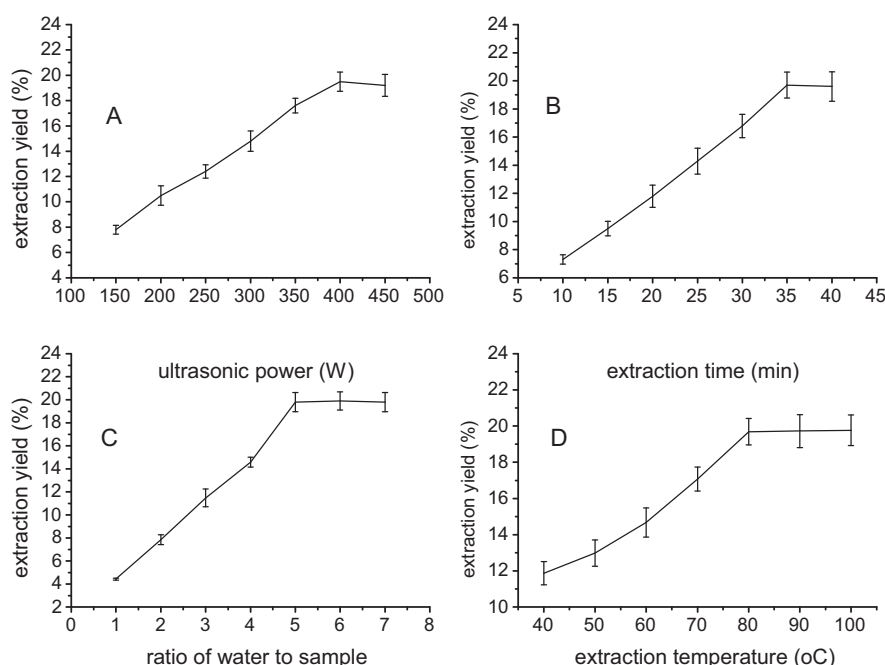 24
22
20
18
16
14
12
10
8
6
4
100 150 200 250 300 350 400 450 500
extraction yield (%)
A
ultrasonic power (W)
24
22
20
18
16
14
12
10
8
6
5 10 15 20 25 30 35 40 45
extraction yield (%)
B
extraction time (min)
24
22
20
18
16
14
12
10
8
6
4
2
0 1 2 3 4 5 6 7 8
extraction yield (%)
C
ratio of water to sample
24
22
20
18
16
14
12
10
40 50 60 70 80 90 100
extraction yield (%)
D
extraction temperature (oC)